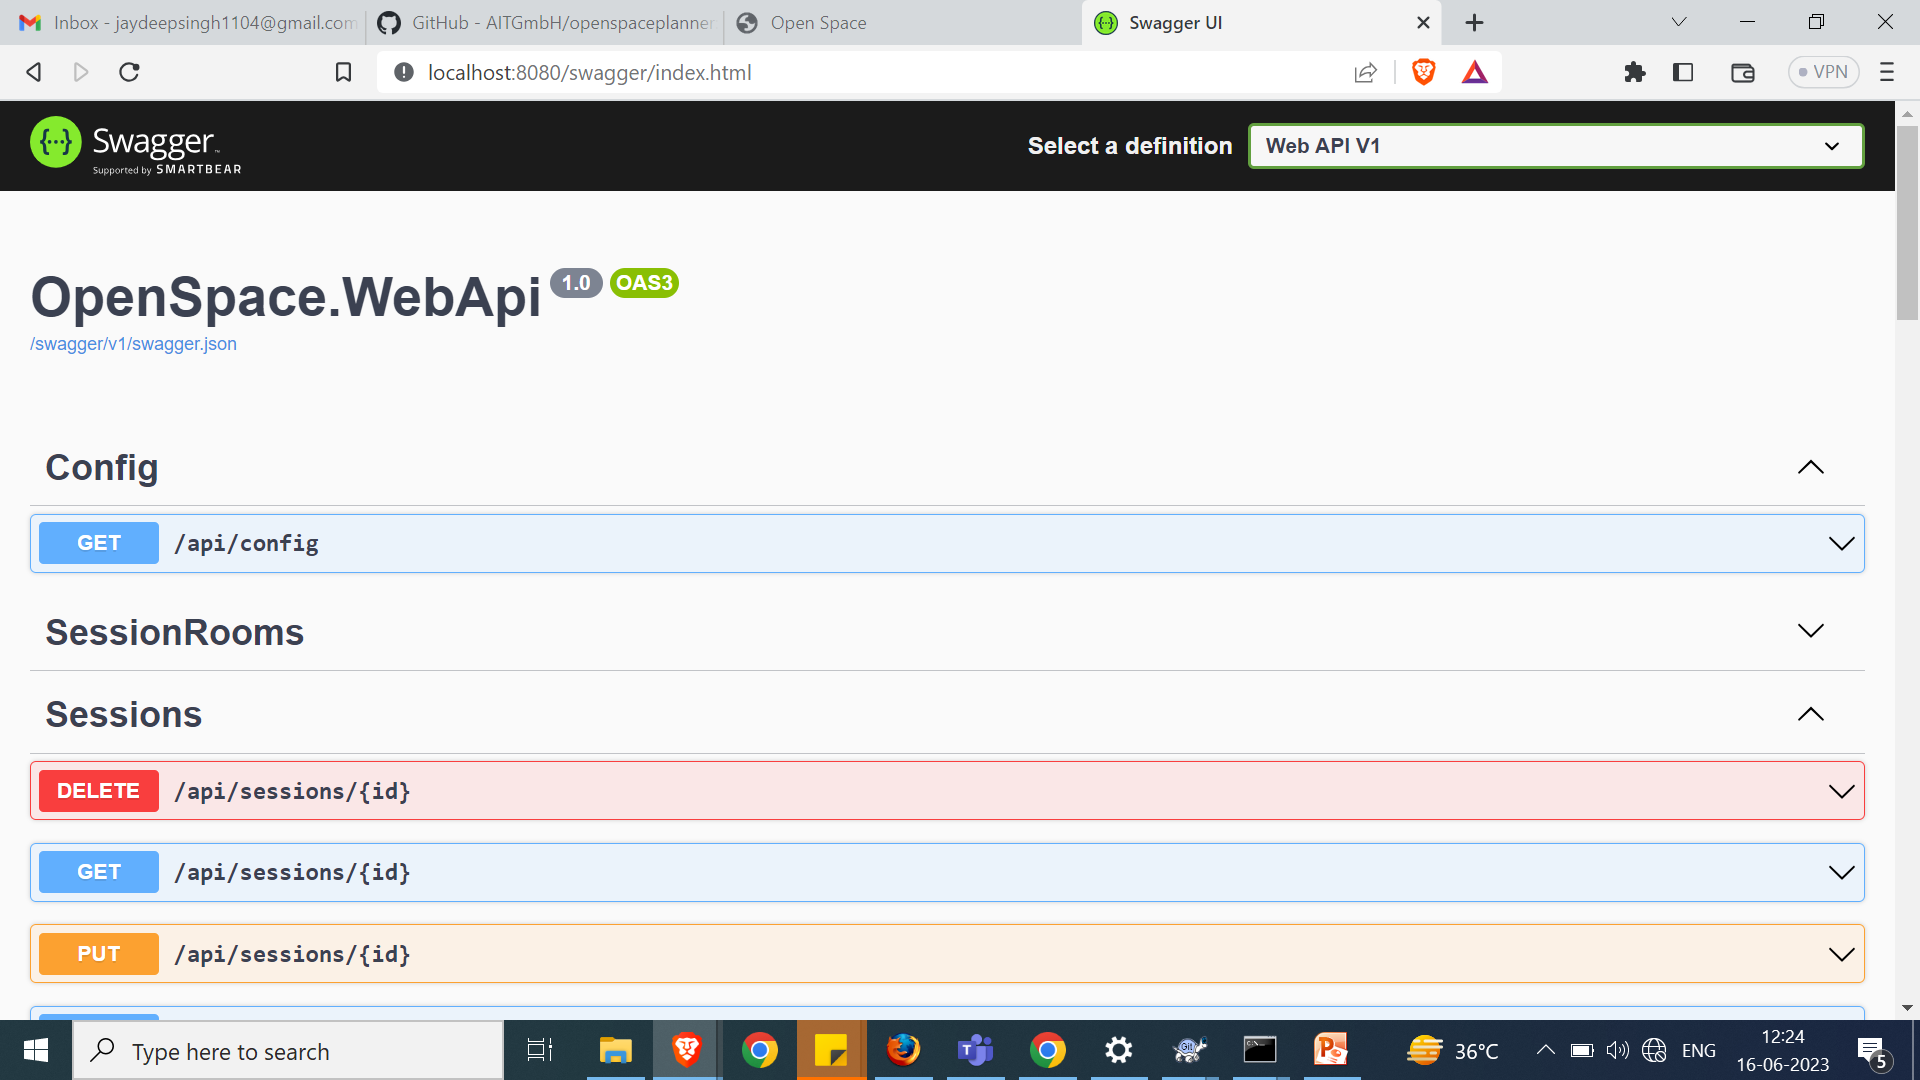 Inbox - jaydeepsingh1104@gmail.com
GitHub - AITGmbH/openspaceplanner
Open Space
Swagger UI
localhost:8080/swagger/index.html
VPN
Swagger
Supported by SMARTBEAR
Select a definition
Web API V1
OpenSpace.WebApi 1.0 OAS3
/swagger/v1/swagger.json
Config
GET /api/config
SessionRooms
Sessions
DELETE /api/sessions/{id}
GET /api/sessions/{id}
PUT /api/sessions/{id}
Type here to search
36°C
ENG
12:24
16-06-2023
5